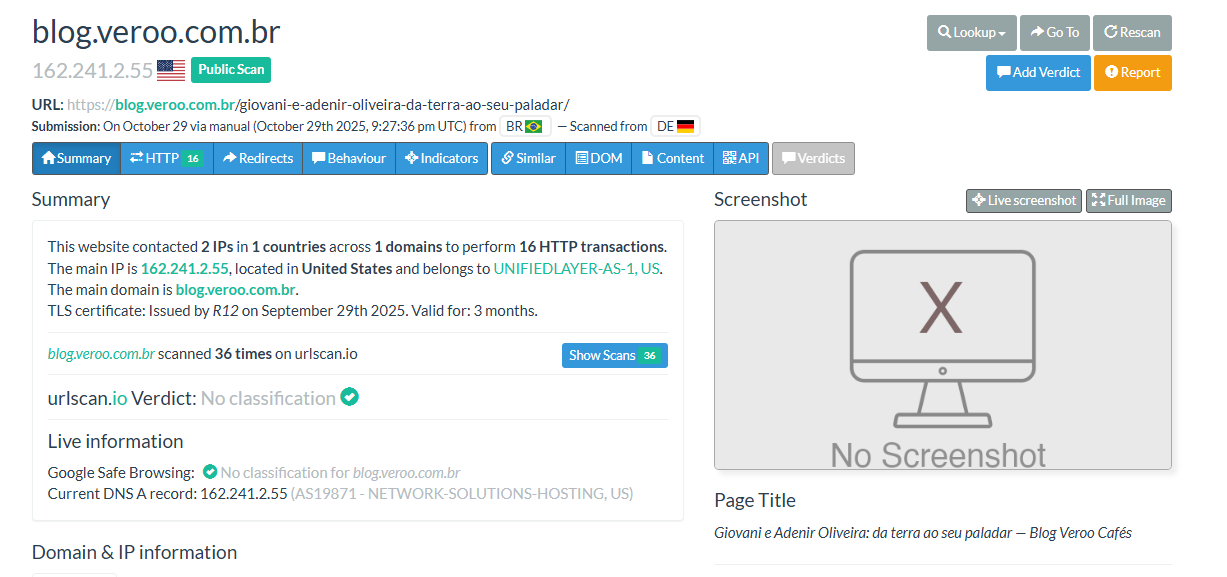 blog.veroo.com.br
Lookup Go To Rescan
162.241.2.55 Public Scan
Add Verdict Report
URL: https://blog.veroo.com.br/giovani-e-adenir-oliveira-da-terra-ao-seu-paladar/
Submission: On October 29 via manual (October 29th 2025, 9:27:36 pm UTC) from BR — Scanned from DE
Summary HTTP 16 Redirects Behaviour Indicators Similar DOM Content API Verdicts
Summary
This website contacted 2 IPs in 1 countries across 1 domains to perform 16 HTTP transactions.
The main IP is 162.241.2.55, located in United States and belongs to UNIFIEDLAYER-AS-1, US.
The main domain is blog.veroo.com.br.
TLS certificate: Issued by R12 on September 29th 2025. Valid for: 3 months.
blog.veroo.com.br scanned 36 times on urlscan.io Show Scans 36
urlscan.io Verdict: No classification
Live information
Google Safe Browsing: No classification for blog.veroo.com.br
Current DNS A record: 162.241.2.55 (AS19871 - NETWORK-SOLUTIONS-HOSTING, US)
Domain & IP information
Screenshot Live screenshot Full Image
X
No Screenshot
Page Title
Giovani e Adenir Oliveira: da terra ao seu paladar — Blog Veroo Cafés